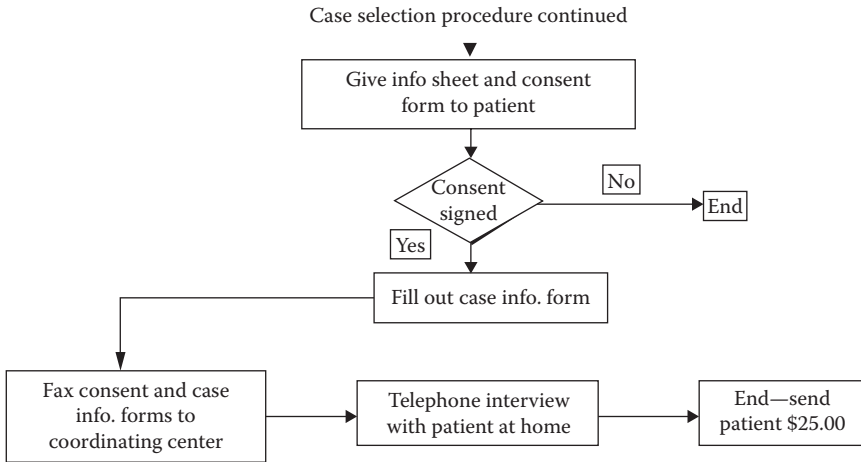 Case selection procedure continued
Give info sheet and consent
form to patient
Consent
signed
No
End
Yes
Fill out case info. form
Fax consent and case
info. forms to
coordinating center
Telephone interview
with patient at home
End—send
patient $25.00